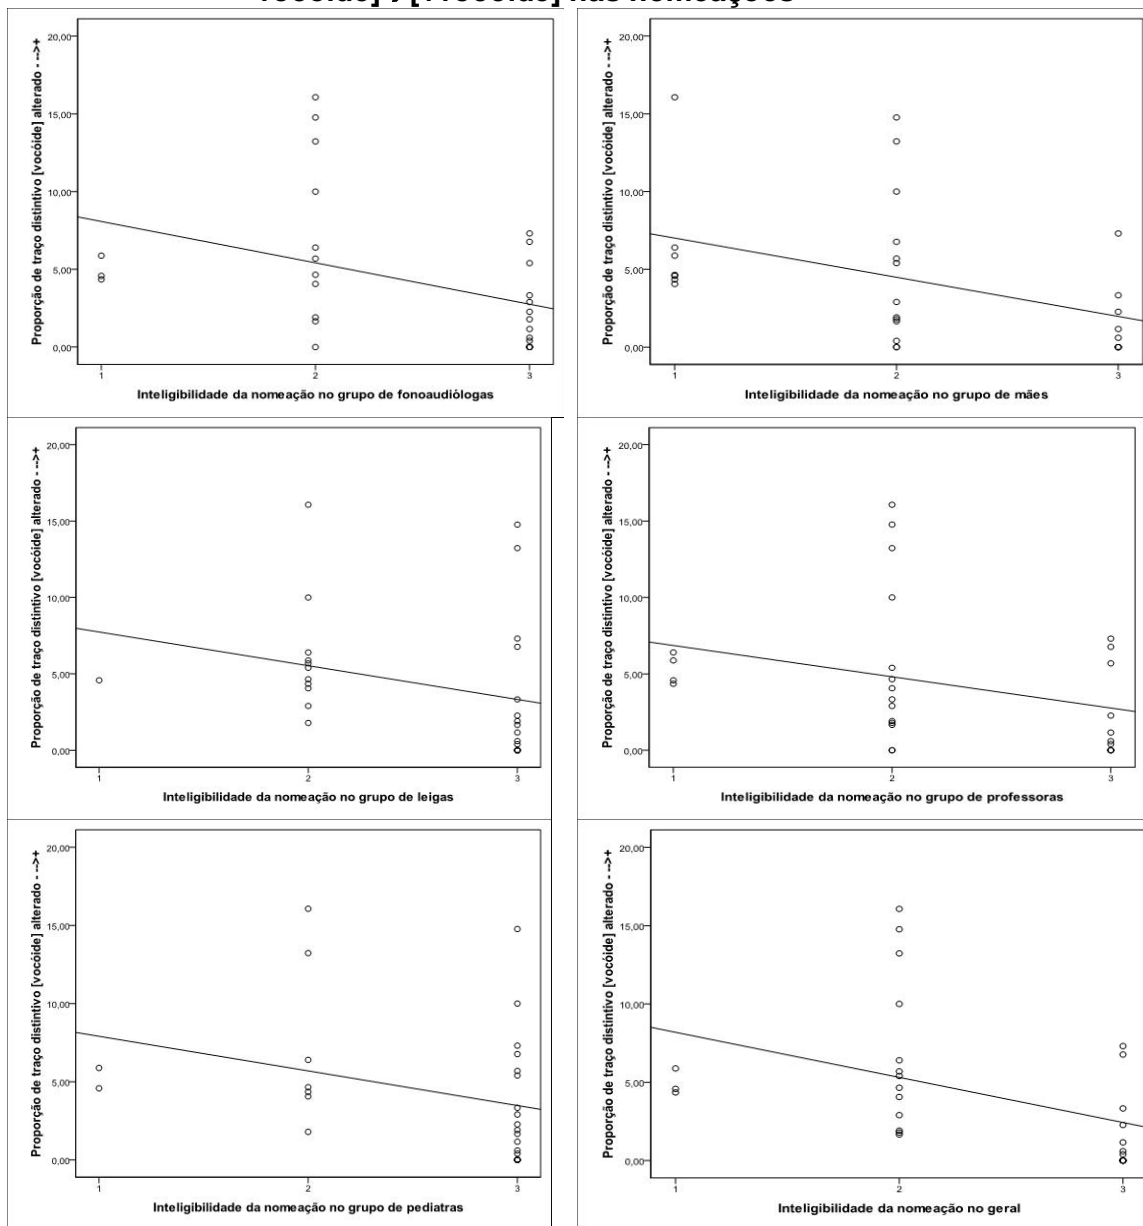 nas nomeações
Proporção de traço distintivo [vocóide] alterado - -->+
20,00
15,00
10,00
5,00
0,00
1 2 3
Inteligibilidade da nomeação no grupo de fonoaudiólogas
Proporção de traço distintivo [vocóide] alterado - -->+
20,00
15,00
10,00
5,00
0,00
1 2 3
Inteligibilidade da nomeação no grupo de mães
Proporção de traço distintivo [vocóide] alterado - -->+
20,00
15,00
10,00
5,00
0,00
1 2 3
Inteligibilidade da nomeação no grupo de leigas
Proporção de traço distintivo [vocóide] alterado - -->+
20,00
15,00
10,00
5,00
0,00
1 2 3
Inteligibilidade da nomeação no grupo de professoras
Proporção de traço distintivo [vocóide] alterado - -->+
20,00
15,00
10,00
5,00
0,00
1 2 3
Inteligibilidade da nomeação no grupo de pediatras
Proporção de traço distintivo [vocóide] alterado - -->+
20,00
15,00
10,00
5,00
0,00
1 2 3
Inteligibilidade da nomeação no geral